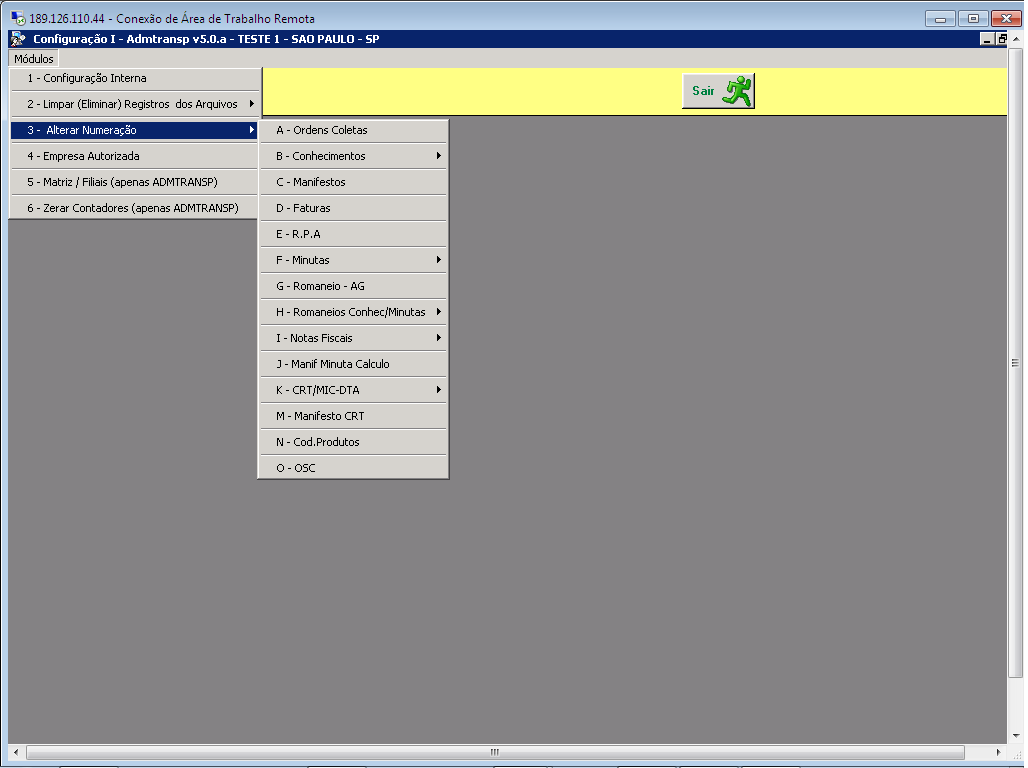 189.126.110.44 - Conexão de Área de Trabalho Remota
Configuração I - Admtransp v5.0.a - TESTE 1 - SAO PAULO - SP
Módulos
1 - Configuração Interna
2 - Limpar (Eliminar) Registros dos Arquivos
3 - Alterar Numeração
4 - Empresa Autorizada
5 - Matriz / Filiais (apenas ADMTRANSP)
6 - Zerar Contadores (apenas ADMTRANSP)
Sair
A - Ordens Coletas
B - Conhecimentos
C - Manifestos
D - Faturas
E - R.P.A
F - Minutas
G - Romaneio - AG
H - Romaneios Conhec/Minutas
I - Notas Fiscais
J - Manif Minuta Calculo
K - CRT/MIC-DTA
M - Manifesto CRT
N - Cod.Produtos
O - OSC